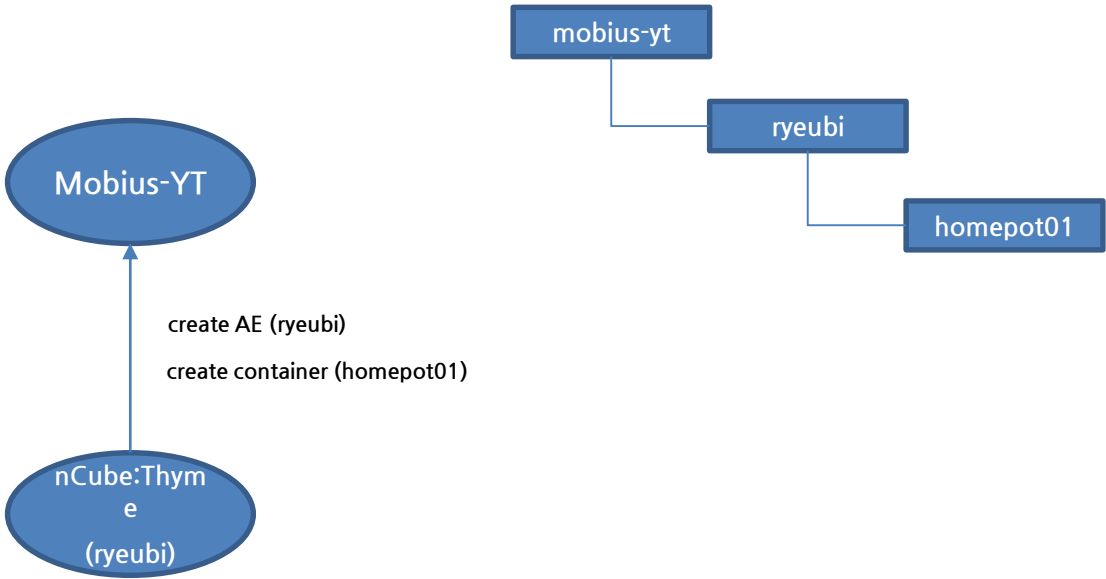 mobius-yt
ryeubi
homepot01
Mobius-YT
create AE (ryeubi)
create container (homepot01)
nCube:Thym
e
(ryeubi)